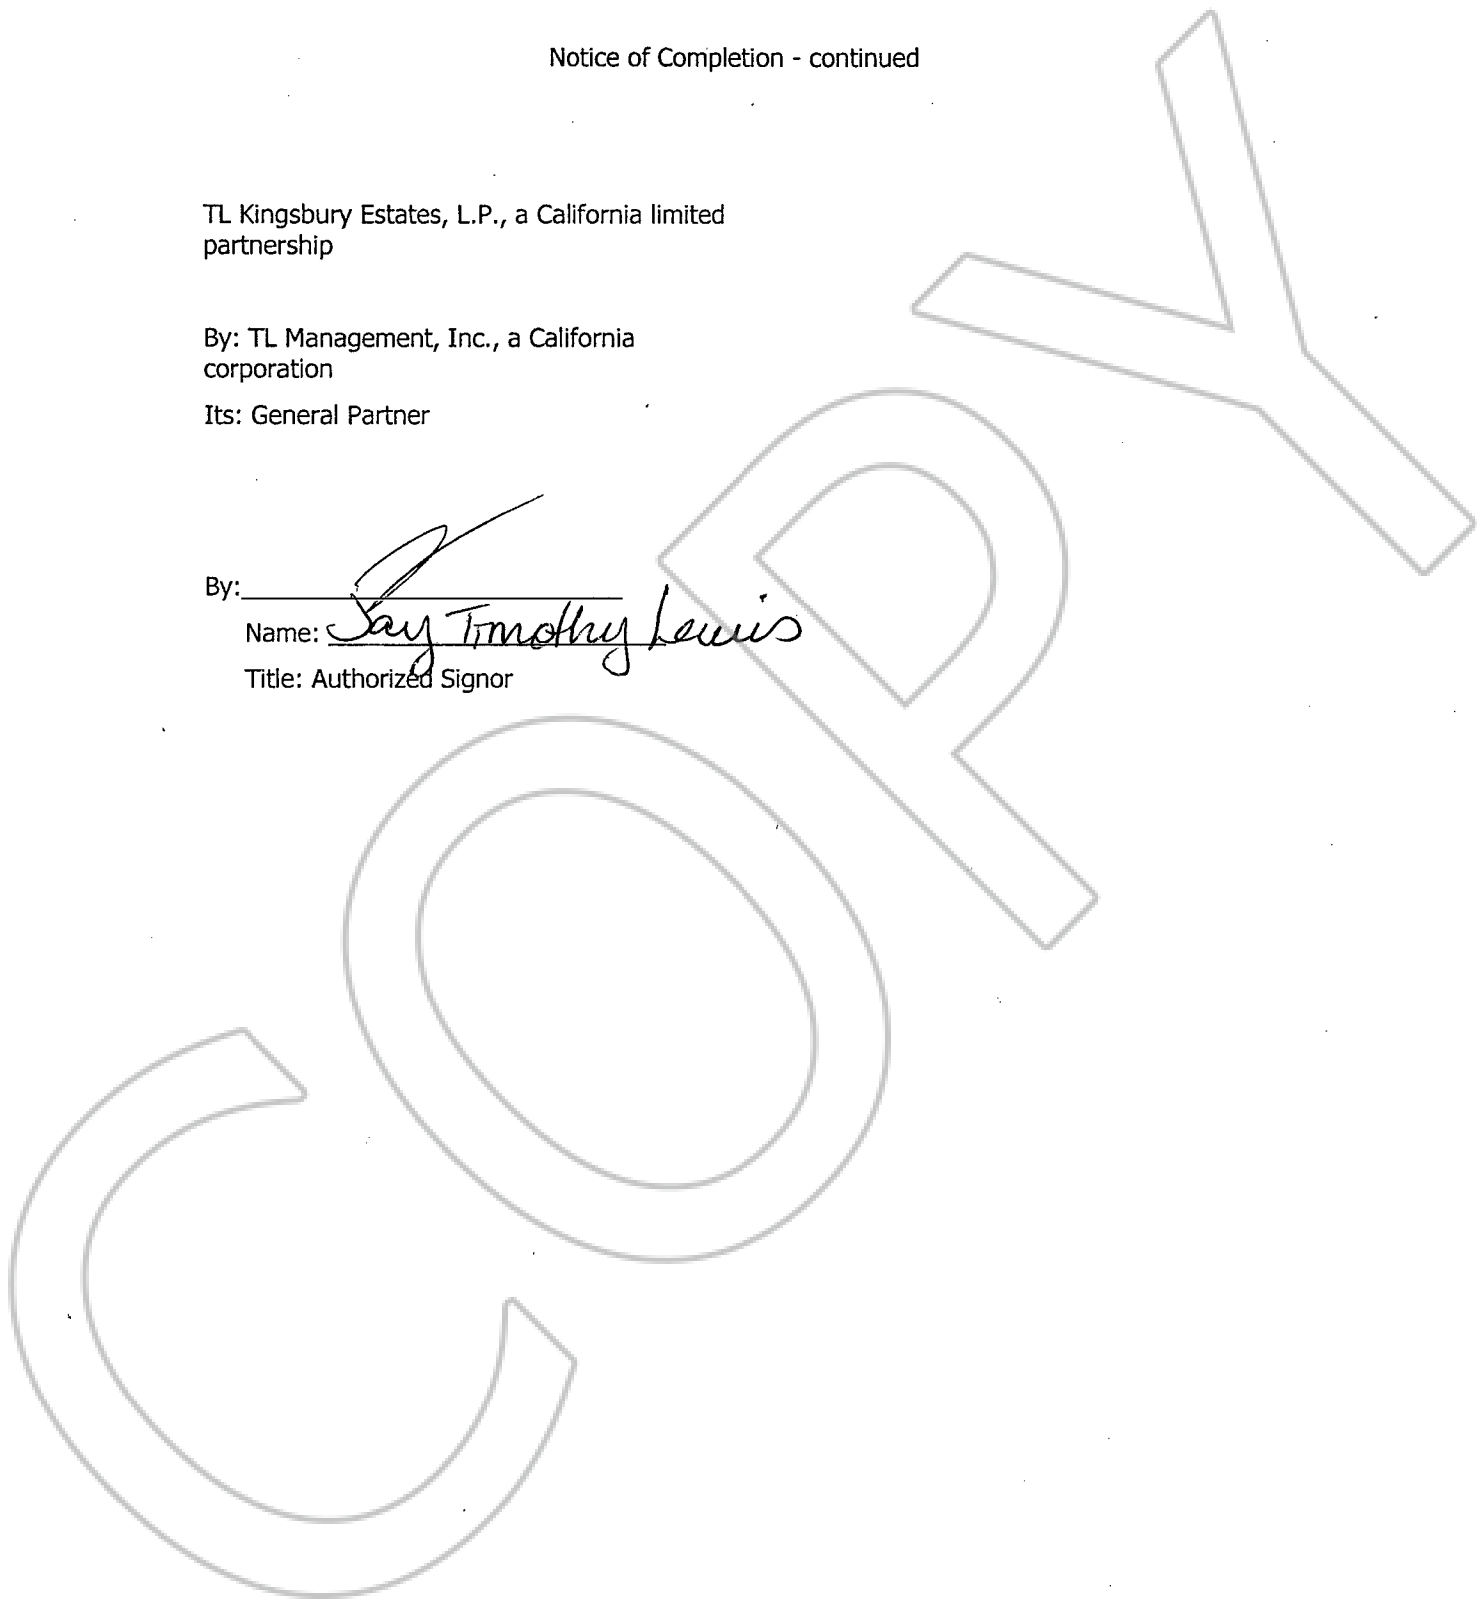 Notice of Completion - continued
TL Kingsbury Estates, L.P., a California limited
partnership
By: TL Management, Inc., a California
corporation
Its: General Partner
By:
Name: Jay Timothy Lewis
Title: Authorized Signor
COPY